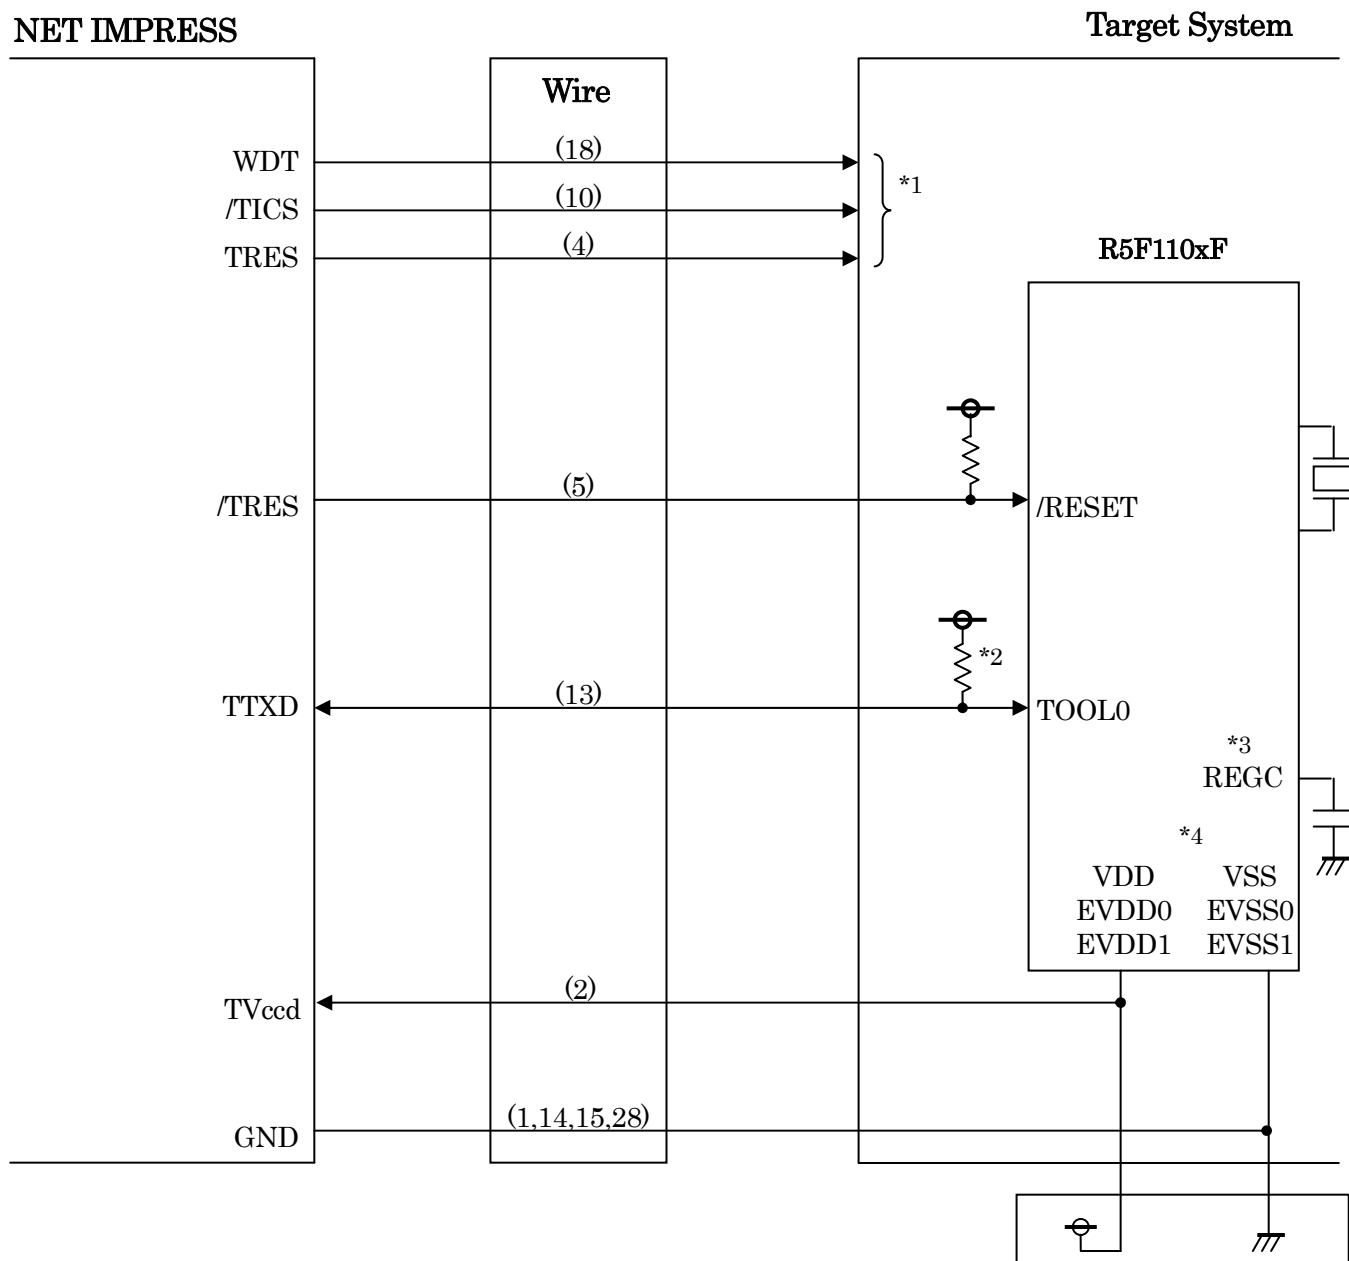 NET IMPRESS
Target System
Wire
WDT
(18)
*1
/TICS
(10)
TRES
(4)
R5F110xF
/TRES
(5)
/RESET
*2
TTXD
(13)
TOOL0
*3
REGC
*4
VDD VSS
EVDD0 EVSS0
EVDD1 EVSS1
TVccd
(2)
GND
(1,14,15,28)